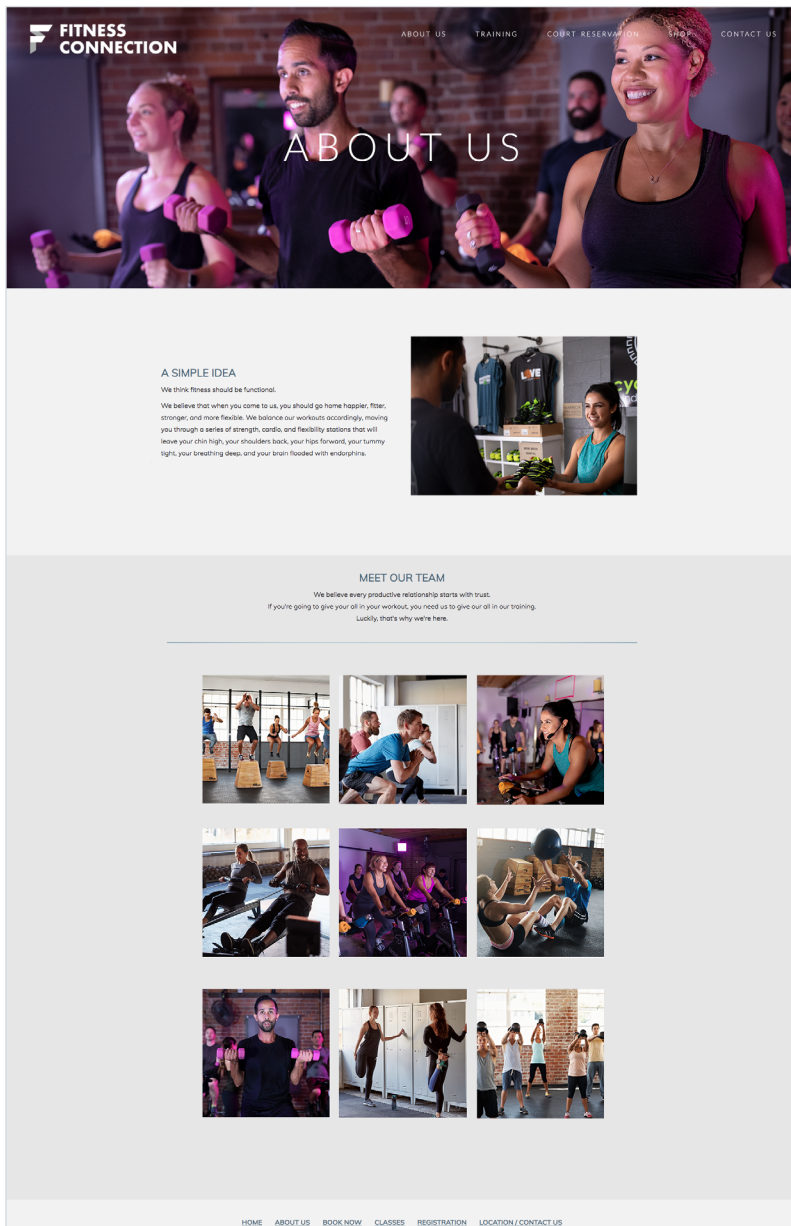 FITNESS
CONNECTION
ABOUT US
TRAINING
COURT RESERVATION
SHOP
CONTACT US
ABOUT US
A SIMPLE IDEA
We think fitness should be functional.
We believe that when you come to us, you should go home happier, fitter,
stronger, and more flexible. We balance our workouts accordingly, moving
you through a series of strength, cardio, and flexibility stations that will
leave your chin high, your shoulders back, your hips forward, your tummy
tight, your breathing deep, and your brain flooded with endorphins.
LOVE
MEET OUR TEAM
We believe every productive relationship starts with trust.
If you're going to give your all in your workout, you need us to give our all in our training.
Luckily, that's why we're here.
HOME
ABOUT US
BOOK NOW
CLASSES
REGISTRATION
LOCATION / CONTACT US